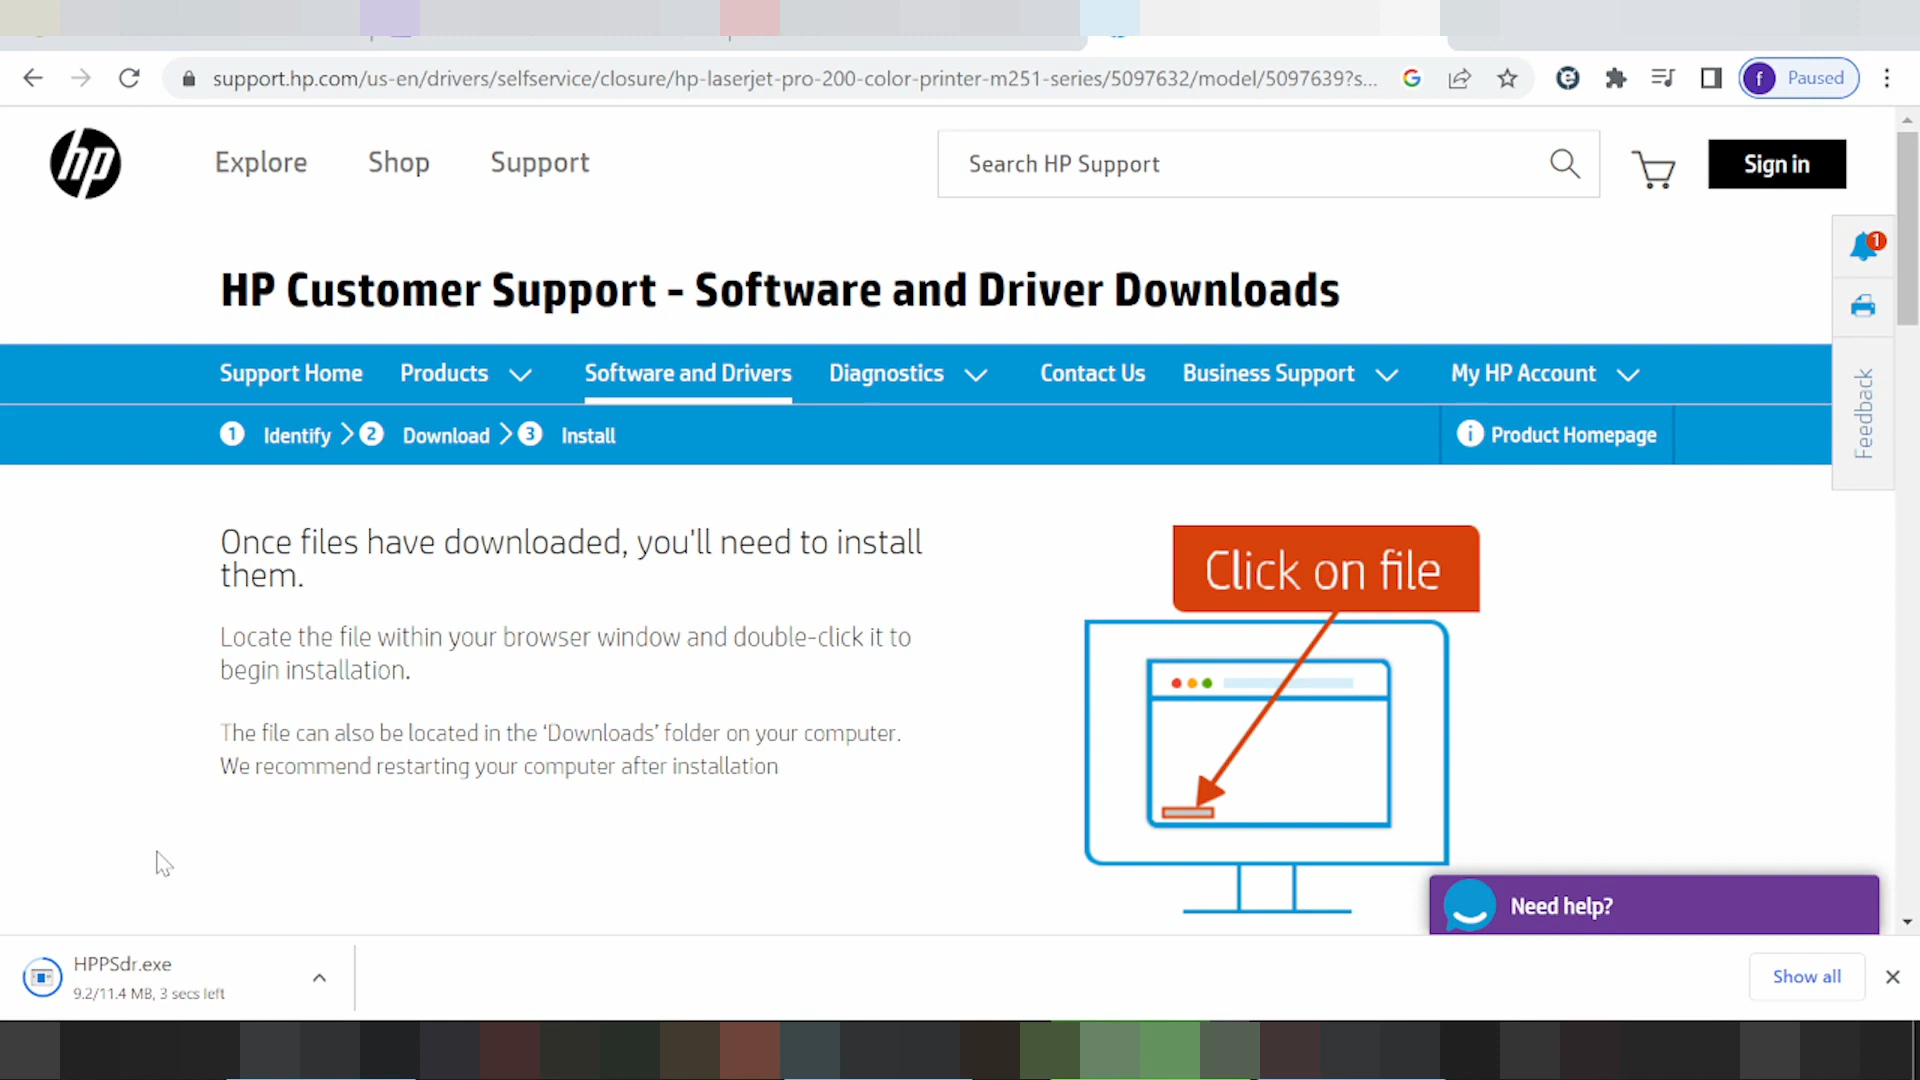 support.hp.com/us-en/drivers/selfservice/closure/hp-laserjet-pro-200-color-printer-m251-series/5097632/model/5097639?s...
G
f Paused
hp
Explore Shop Support
Search HP Support
Sign in
1
HP Customer Support - Software and Driver Downloads
Support Home Products Software and Drivers Diagnostics Contact Us Business Support My HP Account
1 Identify 2 Download 3 Install
i Product Homepage
Feedback
Once files have downloaded, you'll need to install
them.
Locate the file within your browser window and double-click it to
begin installation.
The file can also be located in the ‘Downloads’ folder on your computer.
We recommend restarting your computer after installation
Click on file
Need help?
HPPSdr.exe
9.2/11.4 MB, 3 secs left
Show all